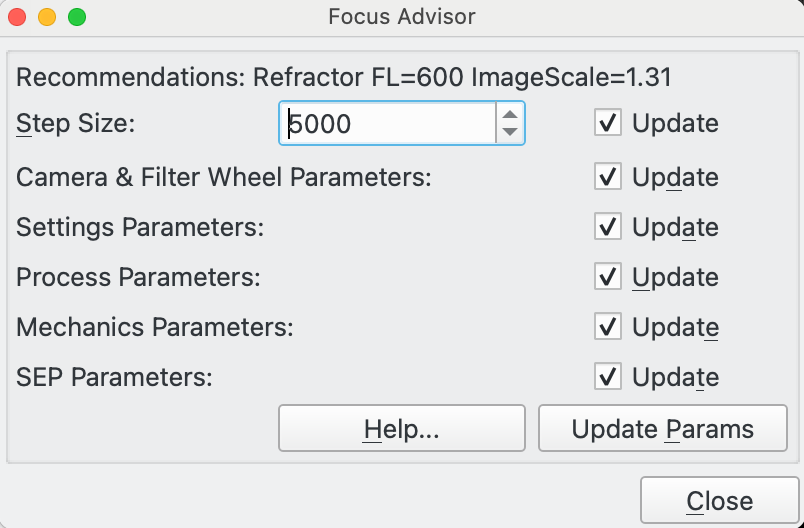 Focus Advisor
Recommendations: Refractor FL=600 ImageScale=1.31
Step Size: 5000 Update
Camera & Filter Wheel Parameters: Update
Settings Parameters: Update
Process Parameters: Update
Mechanics Parameters: Update
SEP Parameters: Update
Help... Update Params
Close